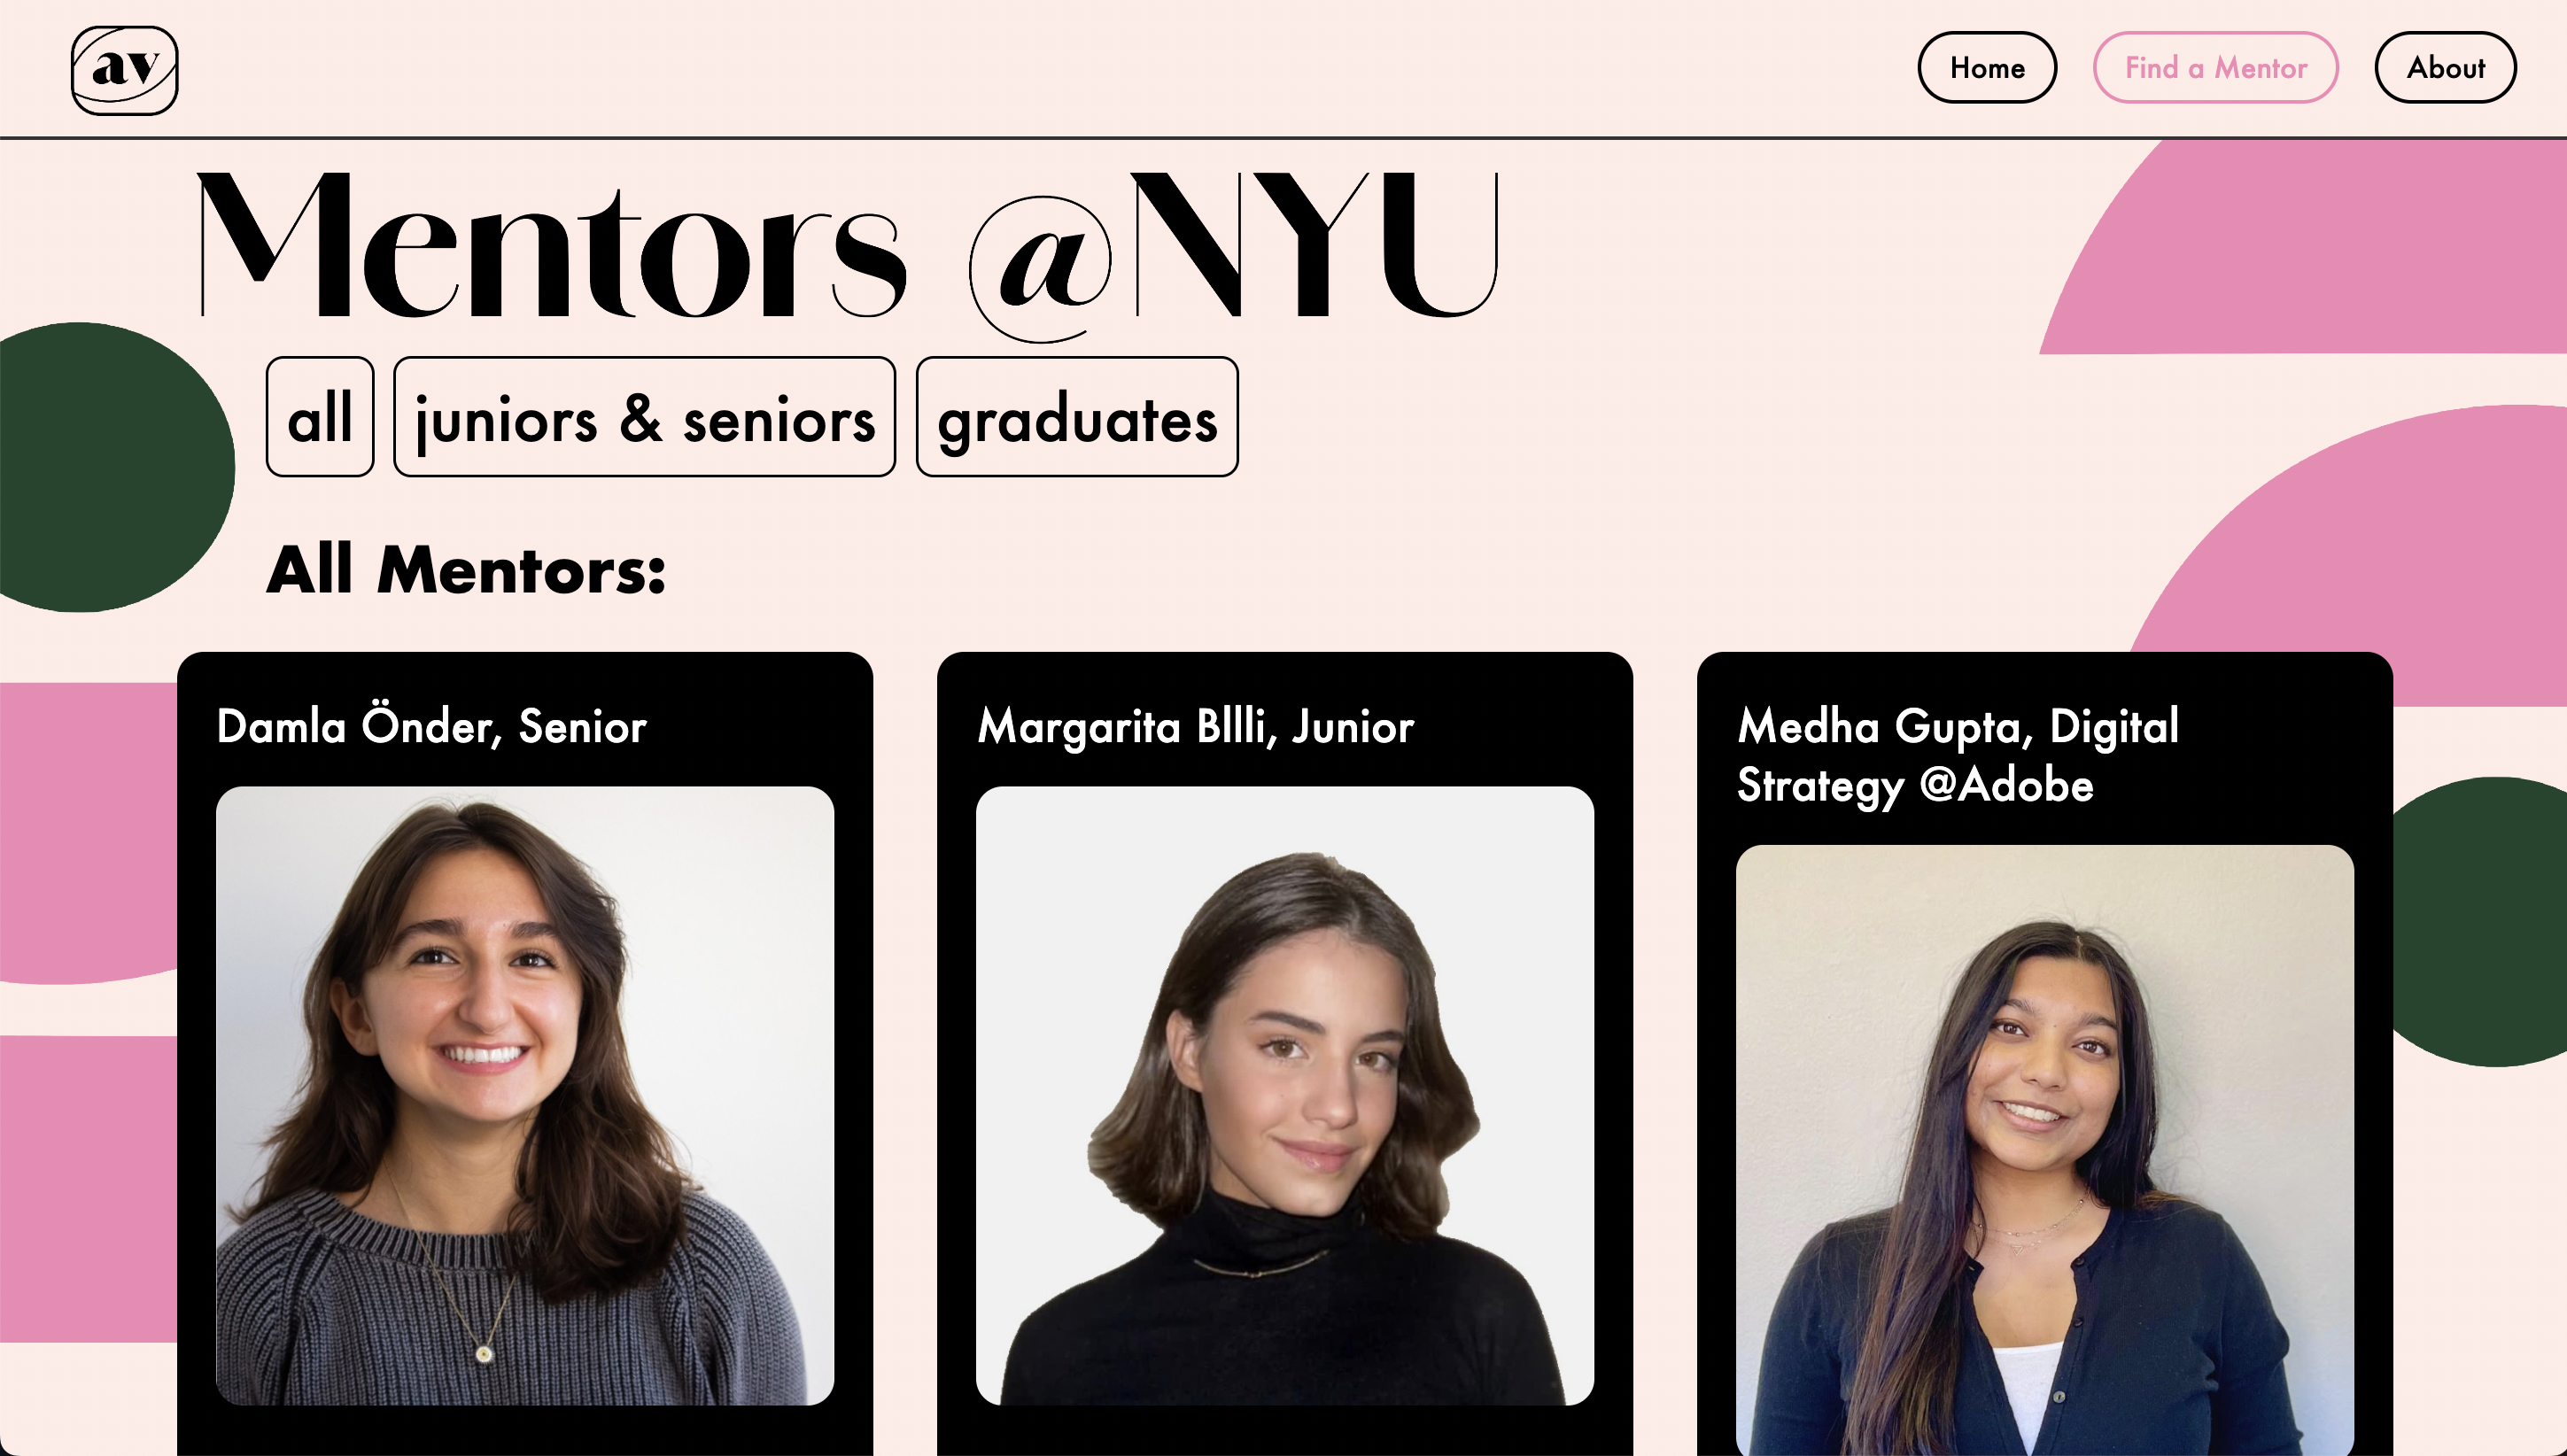 av
Home
Find a Mentor
About
Mentors @NYU
all
juniors & seniors
graduates
All Mentors:
Damla Önder, Senior
Margarita Bllli, Junior
Medha Gupta, Digital
Strategy @Adobe